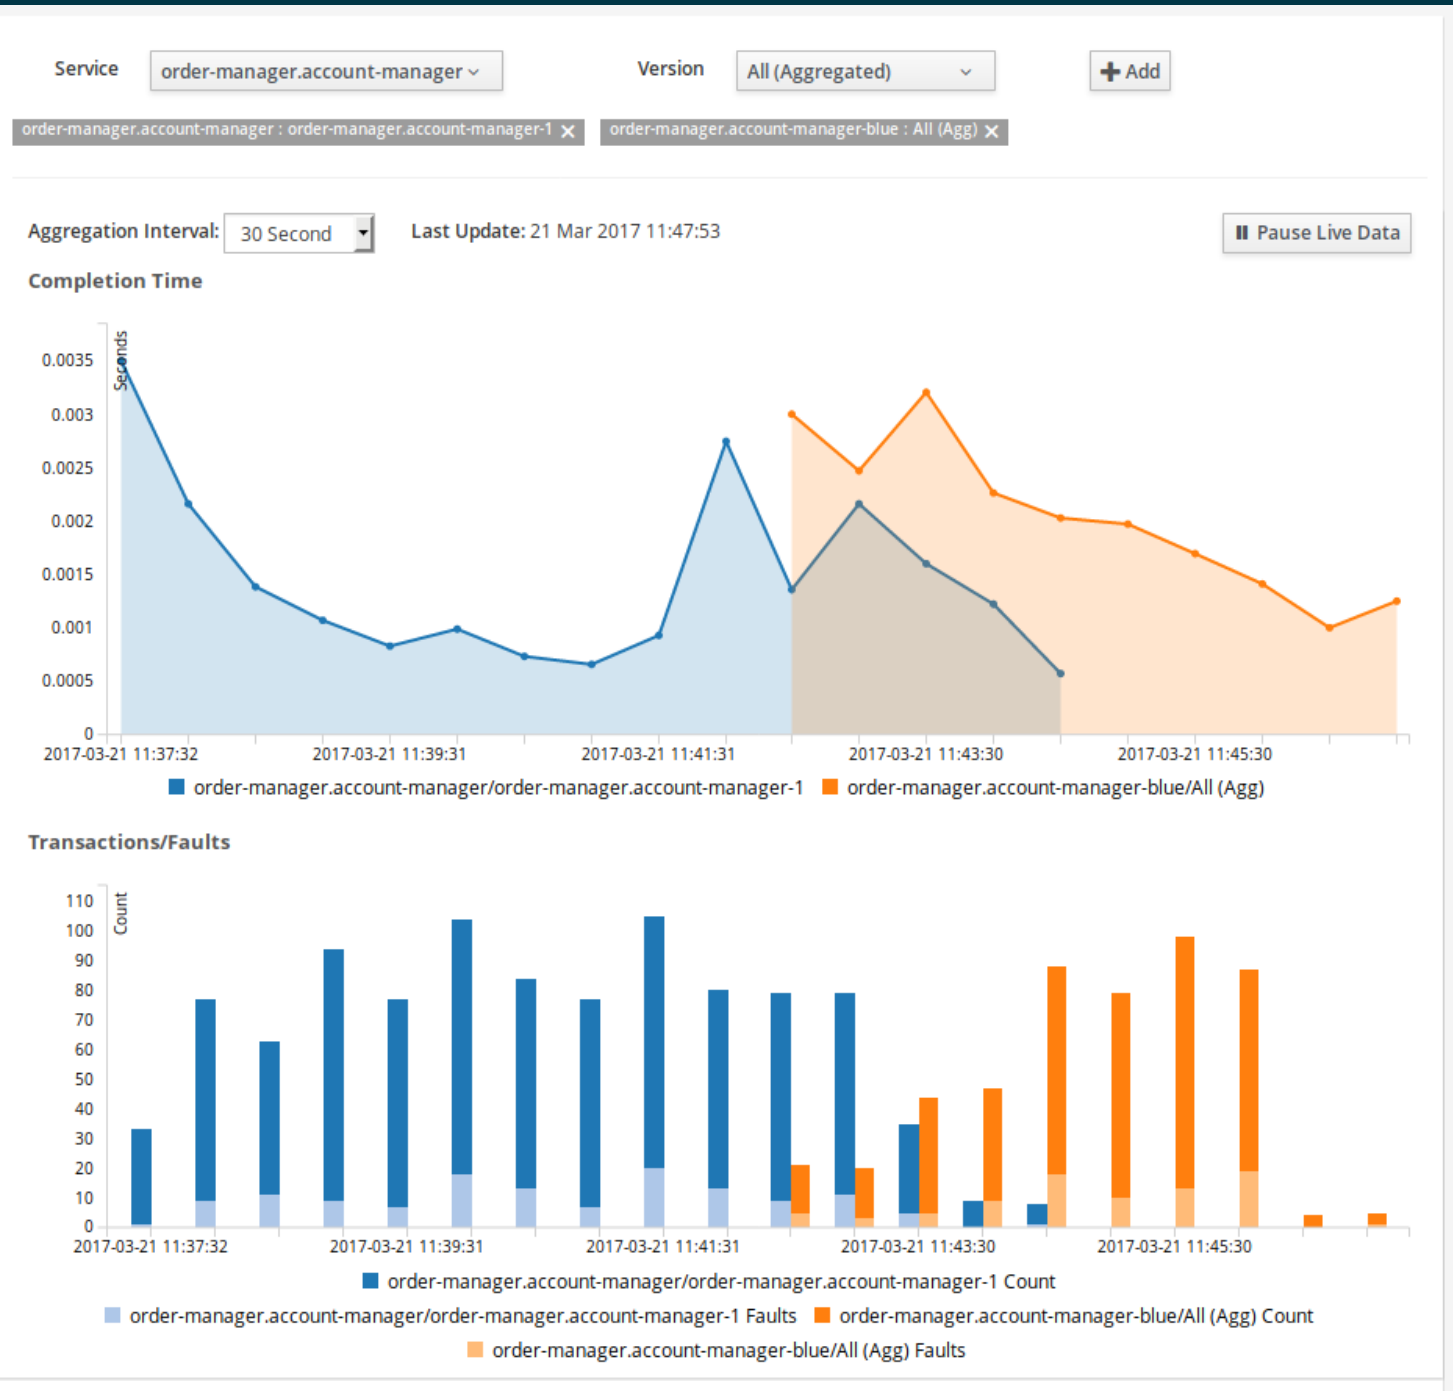 Service order-manager.account-manager Version All (Aggregated) Add
order-manager.account-manager : order-manager.account-manager-1 order-manager.account-manager-blue : All (Agg)
Aggregation Interval: 30 Second Last Update: 21 Mar 2017 11:47:53 Pause Live Data
Completion Time
Seconds
0.0035
0.003
0.0025
0.002
0.0015
0.001
0.0005
0
2017-03-21 11:37:32 2017-03-21 11:39:31 2017-03-21 11:41:31 2017-03-21 11:43:30 2017-03-21 11:45:30
order-manager.account-manager/order-manager.account-manager-1 order-manager.account-manager-blue/All (Agg)
Transactions/Faults
Count
110
100
90
80
70
60
50
40
30
20
10
0
2017-03-21 11:37:32 2017-03-21 11:39:31 2017-03-21 11:41:31 2017-03-21 11:43:30 2017-03-21 11:45:30
order-manager.account-manager/order-manager.account-manager-1 Count
order-manager.account-manager/order-manager.account-manager-1 Faults order-manager.account-manager-blue/All (Agg) Count
order-manager.account-manager-blue/All (Agg) Faults